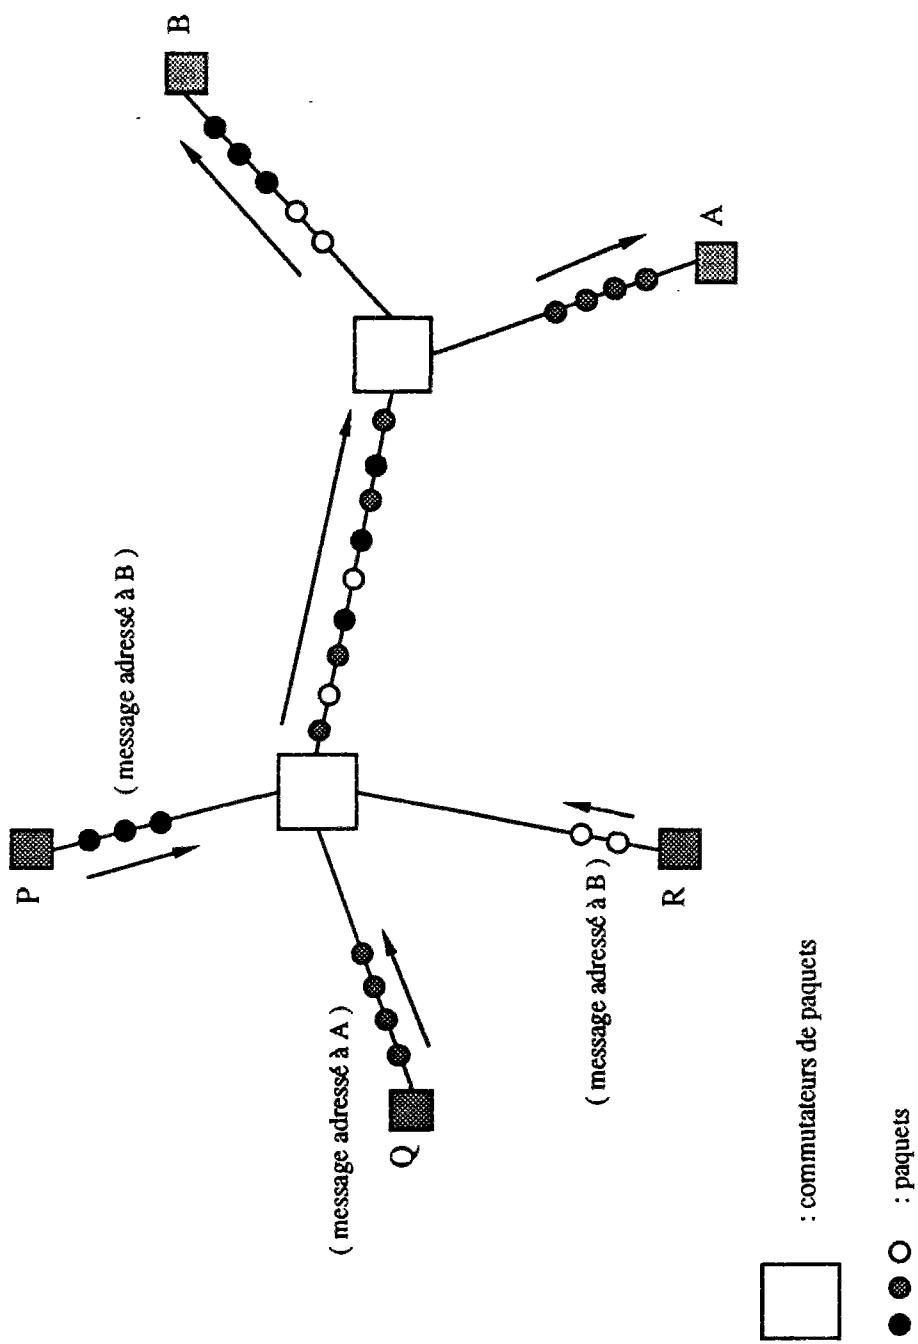 P
( message adressé à B )
B
Q
( message adressé à A )
A
R
( message adressé à B )
: commutateurs de paquets
: paquets